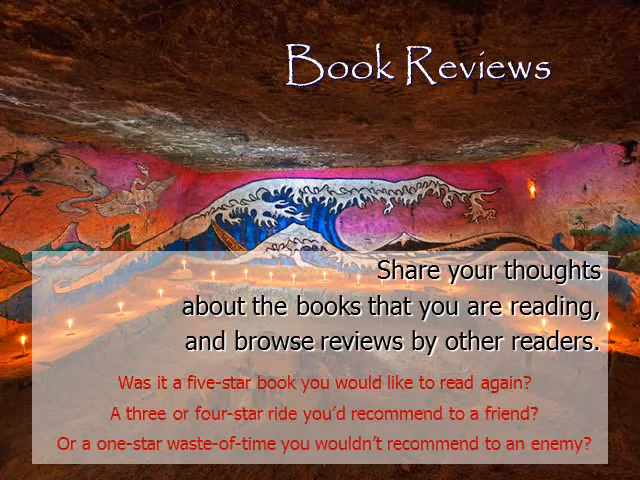 Book Reviews
Share your thoughts
about the books that you are reading,
and browse reviews by other readers.
Was it a five-star book you would like to read again?
A three or four-star ride you’d recommend to a friend?
Or a one-star waste-of-time you wouldn’t recommend to an enemy?